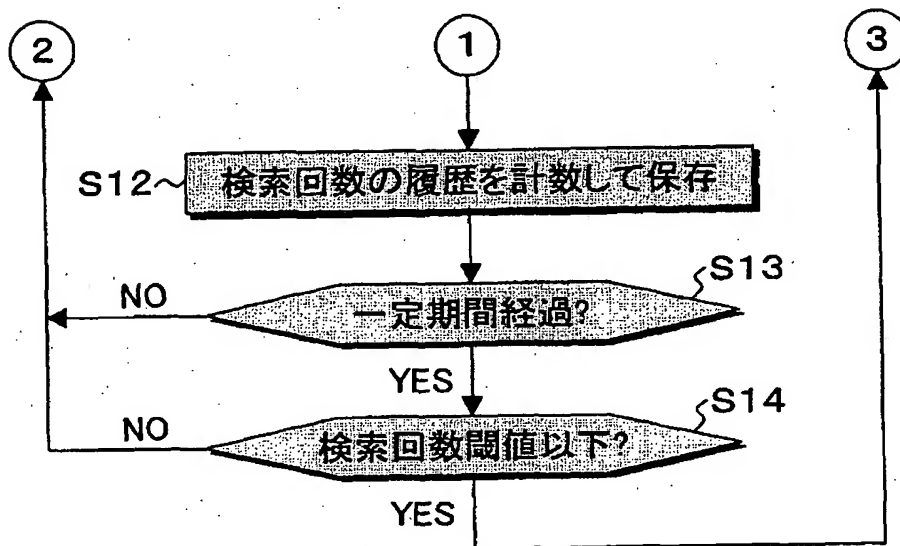 2
1
3
S12 検索回数の履歴を計数して保存
S13
NO
一定期間経過?
YES
S14
NO
検索回数閾値以下?
YES